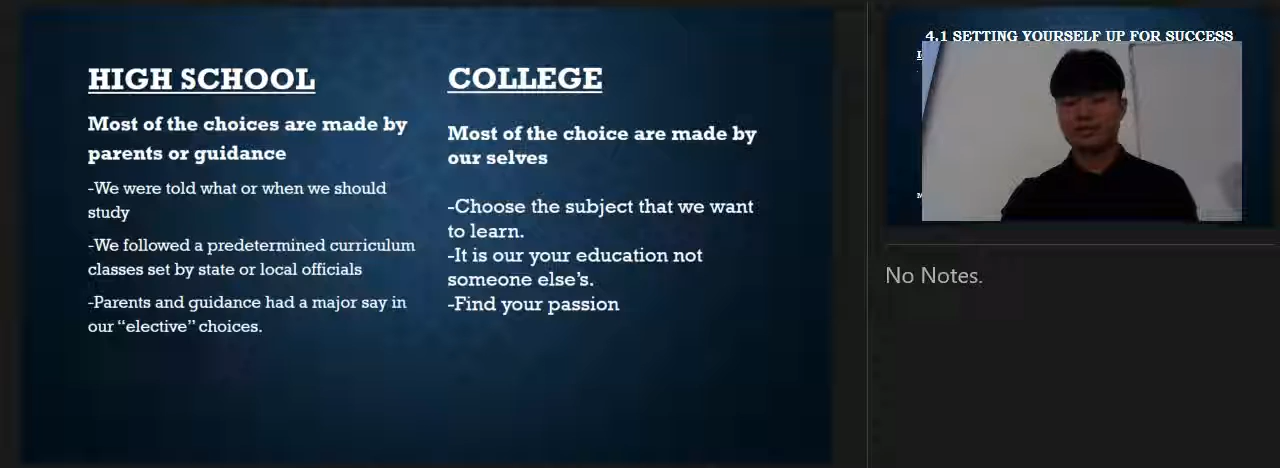 HIGH SCHOOL
Most of the choices are made by
parents or guidance
-We were told what or when we should
study
-We followed a predetermined curriculum
classes set by state or local officials
-Parents and guidance had a major say in
our “elective” choices.
COLLEGE
Most of the choice are made by
our selves
-Choose the subject that we want
to learn.
-It is our your education not
someone else’s.
-Find your passion
4.1 SETTING YOURSELF UP FOR SUCCESS
No Notes.